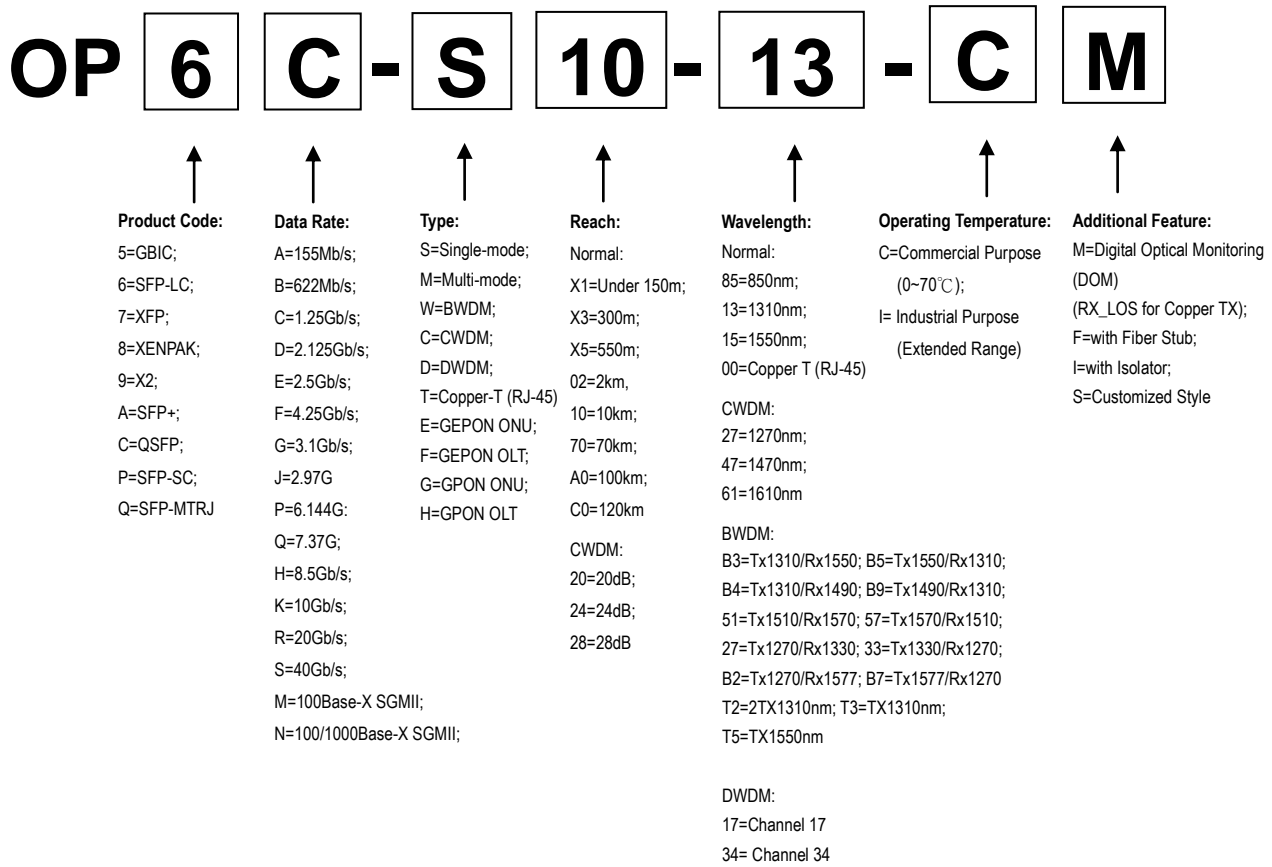 OP 6 C - S 10 - 13 - C M
Product Code:
5=GBIC;
6=SFP-LC;
7=XFP;
8=XENPAK;
9=X2;
A=SFP+;
C=QSFP;
P=SFP-SC;
Q=SFP-MTRJ
Data Rate:
A=155Mb/s;
B=622Mb/s;
C=1.25Gb/s;
D=2.125Gb/s;
E=2.5Gb/s;
F=4.25Gb/s;
G=3.1Gb/s;
J=2.97G
P=6.144G:
Q=7.37G;
H=8.5Gb/s;
K=10Gb/s;
R=20Gb/s;
S=40Gb/s;
M=100Base-X SGMII;
N=100/1000Base-X SGMII;
Type:
S=Single-mode;
M=Multi-mode;
W=BWDM;
C=CWDM;
D=DWDM;
T=Copper-T (RJ-45)
E=GEPON ONU;
F=GEPON OLT;
G=GPON ONU;
H=GPON OLT
Reach:
Normal:
X1=Under 150m;
X3=300m;
X5=550m;
02=2km,
10=10km;
70=70km;
A0=100km;
C0=120km
CWDM:
20=20dB;
24=24dB;
28=28dB
Wavelength:
Normal:
85=850nm;
13=1310nm;
15=1550nm;
00=Copper T (RJ-45)
CWDM:
27=1270nm;
47=1470nm;
61=1610nm
BWDM:
B3=Tx1310/Rx1550; B5=Tx1550/Rx1310;
B4=Tx1310/Rx1490; B9=Tx1490/Rx1310;
51=Tx1510/Rx1570; 57=Tx1570/Rx1510;
27=Tx1270/Rx1330; 33=Tx1330/Rx1270;
B2=Tx1270/Rx1577; B7=Tx1577/Rx1270
T2=2TX1310nm; T3=TX1310nm;
T5=TX1550nm
DWDM:
17=Channel 17
34= Channel 34
Operating Temperature:
C=Commercial Purpose
(0~70℃);
I= Industrial Purpose
(Extended Range)
Additional Feature:
M=Digital Optical Monitoring
(DOM)
(RX_LOS for Copper TX);
F=with Fiber Stub;
I=with Isolator;
S=Customized Style